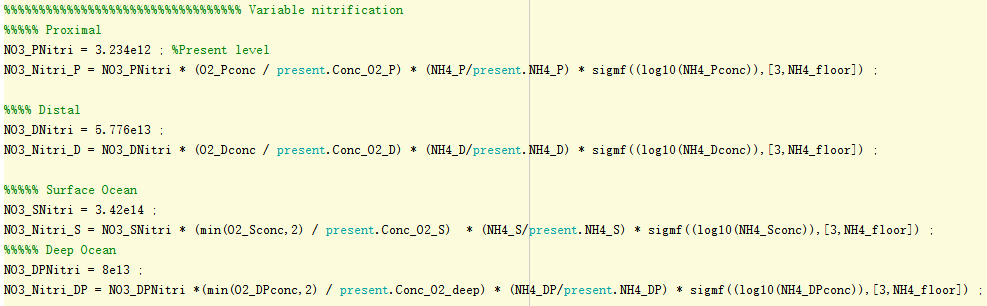 %%%%%%%%%%%%%%%%%%%%%%%%%%%%%%%%% Variable nitrification
%%%%% Proximal
NO3_PNitri = 3.234e12 ; %Present level
NO3_Nitri_P = NO3_PNitri * (O2_Pconc / present.Conc_O2_P) * (NH4_P/present.NH4_P) * sigmf((log10(NH4_Pconc)),[3,NH4_floor]) ;
%%%% Distal
NO3_DNitri = 5.776e13 ;
NO3_Nitri_D = NO3_DNitri * (O2_Dconc / present.Conc_O2_D) * (NH4_D/present.NH4_D) * sigmf((log10(NH4_Dconc)),[3,NH4_floor]) ;
%%%%% Surface Ocean
NO3_SNitri = 3.42e14 ;
NO3_Nitri_S = NO3_SNitri * (min(O2_Sconc,2) / present.Conc_O2_S)  * (NH4_S/present.NH4_S) * sigmf((log10(NH4_Sconc)),[3,NH4_floor]) ;
%%%%% Deep Ocean
NO3_DPNitri = 8e13 ;
NO3_Nitri_DP = NO3_DPNitri *(min(O2_DPconc,2) / present.Conc_O2_deep) * (NH4_DP/present.NH4_DP) * sigmf((log10(NH4_DPconc)),[3,NH4_floor]) ;